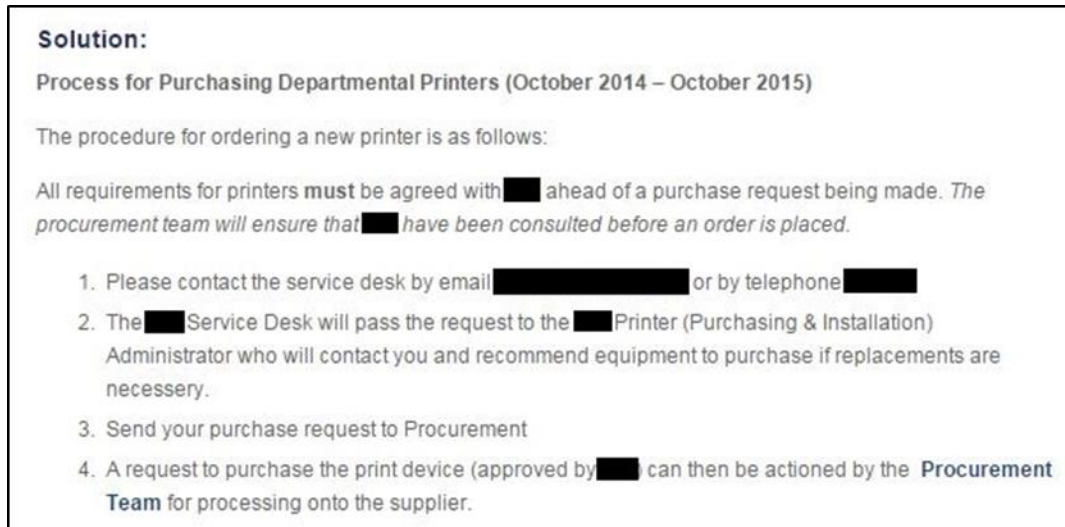 Solution:
Process for Purchasing Departmental Printers (October 2014 – October 2015)
The procedure for ordering a new printer is as follows:
All requirements for printers must be agreed with ahead of a purchase request being made. The
procurement team will ensure that have been consulted before an order is placed.
1. Please contact the service desk by email or by telephone
2. The Service Desk will pass the request to the Printer (Purchasing & Installation)
Administrator who will contact you and recommend equipment to purchase if replacements are
necessery.
3. Send your purchase request to Procurement
4. A request to purchase the print device (approved by ) can then be actioned by the Procurement
Team for processing onto the supplier.